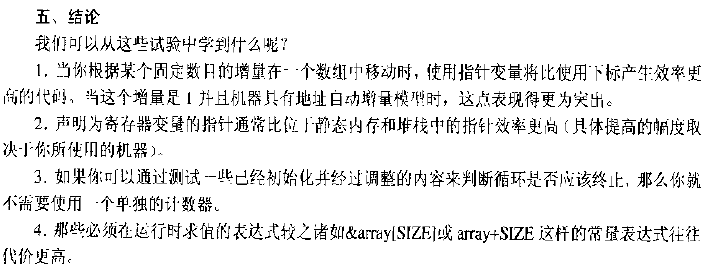 五、结论
我们可以从这些试验中学到什么呢?
1. 当你根据某个固定数目的增量在一个数组中移动时，使用指针变量将比使用下标产生效率更
高的代码。当这个增量是 1 并且机器具有地址自动增量模型时，这点表现得更为突出。
2. 声明为寄存器变量的指针通常比位于静态内存和堆栈中的指针效率更高(具体提高的幅度取
决于你所使用的机器)。
3. 如果你可以通过测试一些已经初始化并经过调整的内容来判断循环是否应该终止，那么你就
不需要使用一个单独的计数器。
4. 那些必须在运行时求值的表达式较之诸如&array[SIZE]或 array+SIZE 这样的常量表达式往往
代价更高。